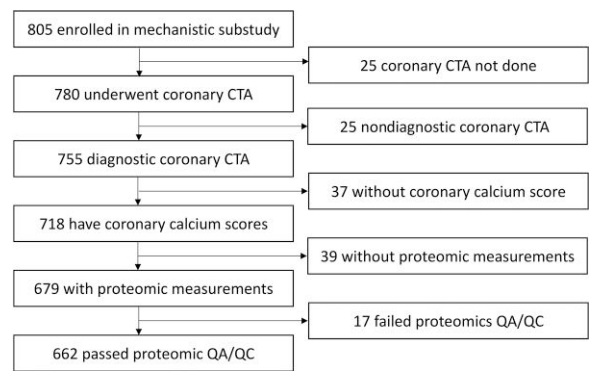 805 enrolled in mechanistic substudy
25 coronary CTA not done
780 underwent coronary CTA
25 nondiagnostic coronary CTA
755 diagnostic coronary CTA
37 without coronary calcium score
718 have coronary calcium scores
39 without proteomic measurements
679 with proteomic measurements
17 failed proteomics QA/QC
662 passed proteomic QA/QC